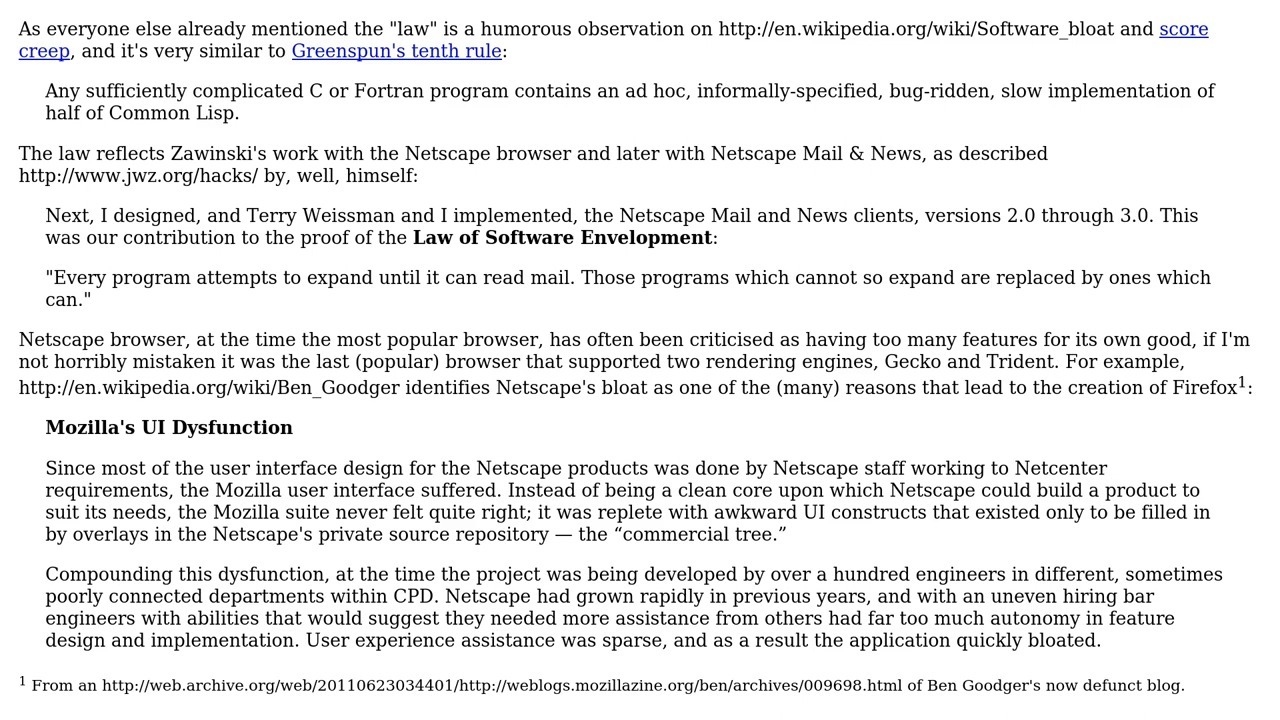 As everyone else already mentioned the "law" is a humorous observation on http://en.wikipedia.org/wiki/Software_bloat and score
creep, and it's very similar to Greenspun's tenth rule:
Any sufficiently complicated C or Fortran program contains an ad hoc, informally-specified, bug-ridden, slow implementation of
half of Common Lisp.
The law reflects Zawinski's work with the Netscape browser and later with Netscape Mail & News, as described
http://www.jwz.org/hacks/ by, well, himself:
Next, I designed, and Terry Weissman and I implemented, the Netscape Mail and News clients, versions 2.0 through 3.0. This
was our contribution to the proof of the Law of Software Envelopment:
"Every program attempts to expand until it can read mail. Those programs which cannot so expand are replaced by ones which
can."
Netscape browser, at the time the most popular browser, has often been criticised as having too many features for its own good, if I'm
not horribly mistaken it was the last (popular) browser that supported two rendering engines, Gecko and Trident. For example,
http://en.wikipedia.org/wiki/Ben_Goodger identifies Netscape's bloat as one of the (many) reasons that lead to the creation of Firefox1:
Mozilla's UI Dysfunction
Since most of the user interface design for the Netscape products was done by Netscape staff working to Netcenter
requirements, the Mozilla user interface suffered. Instead of being a clean core upon which Netscape could build a product to
suit its needs, the Mozilla suite never felt quite right; it was replete with awkward UI constructs that existed only to be filled in
by overlays in the Netscape's private source repository — the “commercial tree.”
Compounding this dysfunction, at the time the project was being developed by over a hundred engineers in different, sometimes
poorly connected departments within CPD. Netscape had grown rapidly in previous years, and with an uneven hiring bar
engineers with abilities that would suggest they needed more assistance from others had far too much autonomy in feature
design and implementation. User experience assistance was sparse, and as a result the application quickly bloated.
1 From an http://web.archive.org/web/20110623034401/http://weblogs.mozillazine.org/ben/archives/009698.html of Ben Goodger's now defunct blog.